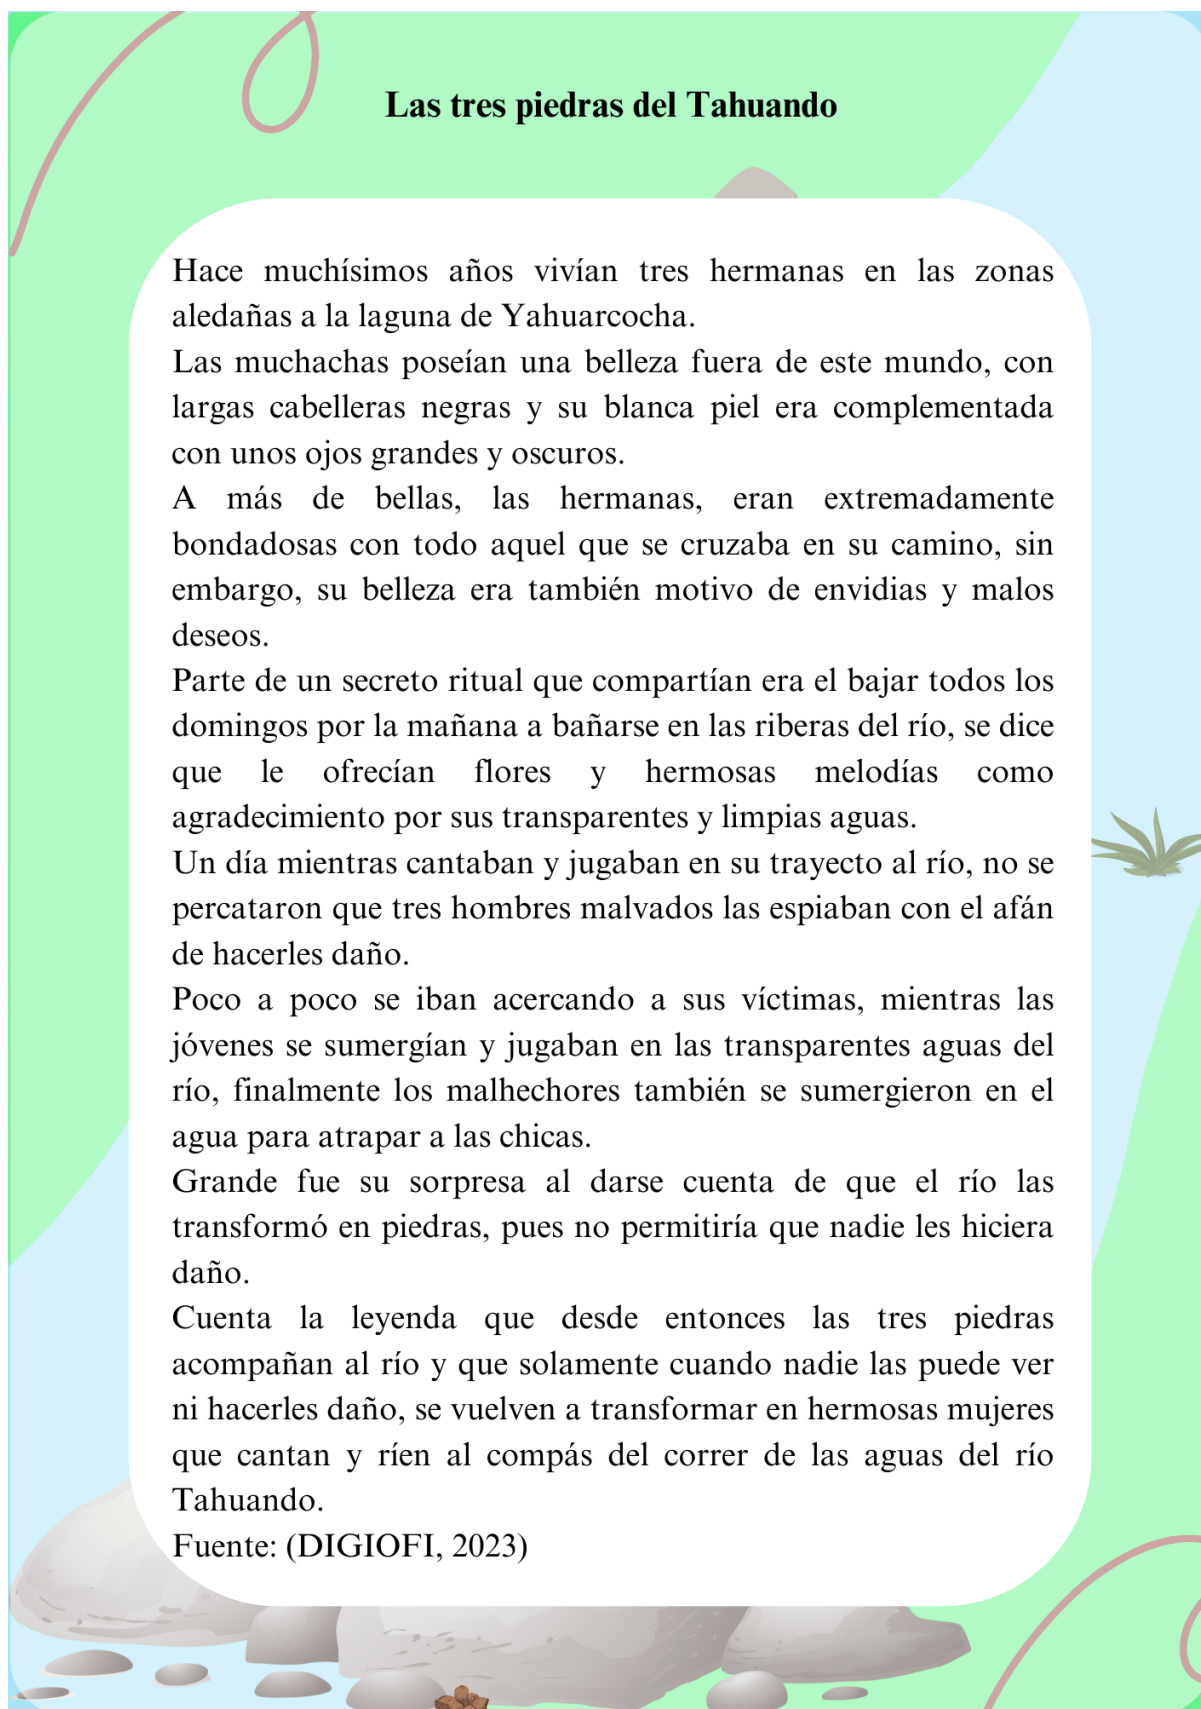 Las tres piedras del Tahuando
Hace muchísimos años vivían tres hermanas en las zonas
aledañas a la laguna de Yahuarcocha.
Las muchachas poseían una belleza fuera de este mundo, con
largas cabelleras negras y su blanca piel era complementada
con unos ojos grandes y oscuros.
A más de bellas, las hermanas, eran extremadamente
bondadosas con todo aquel que se cruzaba en su camino, sin
embargo, su belleza era también motivo de envidias y malos
deseos.
Parte de un secreto ritual que compartían era el bajar todos los
domingos por la mañana a bañarse en las riberas del río, se dice
que le ofrecían flores y hermosas melodías como
agradecimiento por sus transparentes y limpias aguas.
Un día mientras cantaban y jugaban en su trayecto al río, no se
percataron que tres hombres malvados las espiaban con el afán
de hacerles daño.
Poco a poco se iban acercando a sus víctimas, mientras las
jóvenes se sumergían y jugaban en las transparentes aguas del
río, finalmente los malhechores también se sumergieron en el
agua para atrapar a las chicas.
Grande fue su sorpresa al darse cuenta de que el río las
transformó en piedras, pues no permitiría que nadie les hiciera
daño.
Cuenta la leyenda que desde entonces las tres piedras
acompañan al río y que solamente cuando nadie las puede ver
ni hacerles daño, se vuelven a transformar en hermosas mujeres
que cantan y ríen al compás del correr de las aguas del río
Tahuando.
Fuente: (DIGIOFI, 2023)